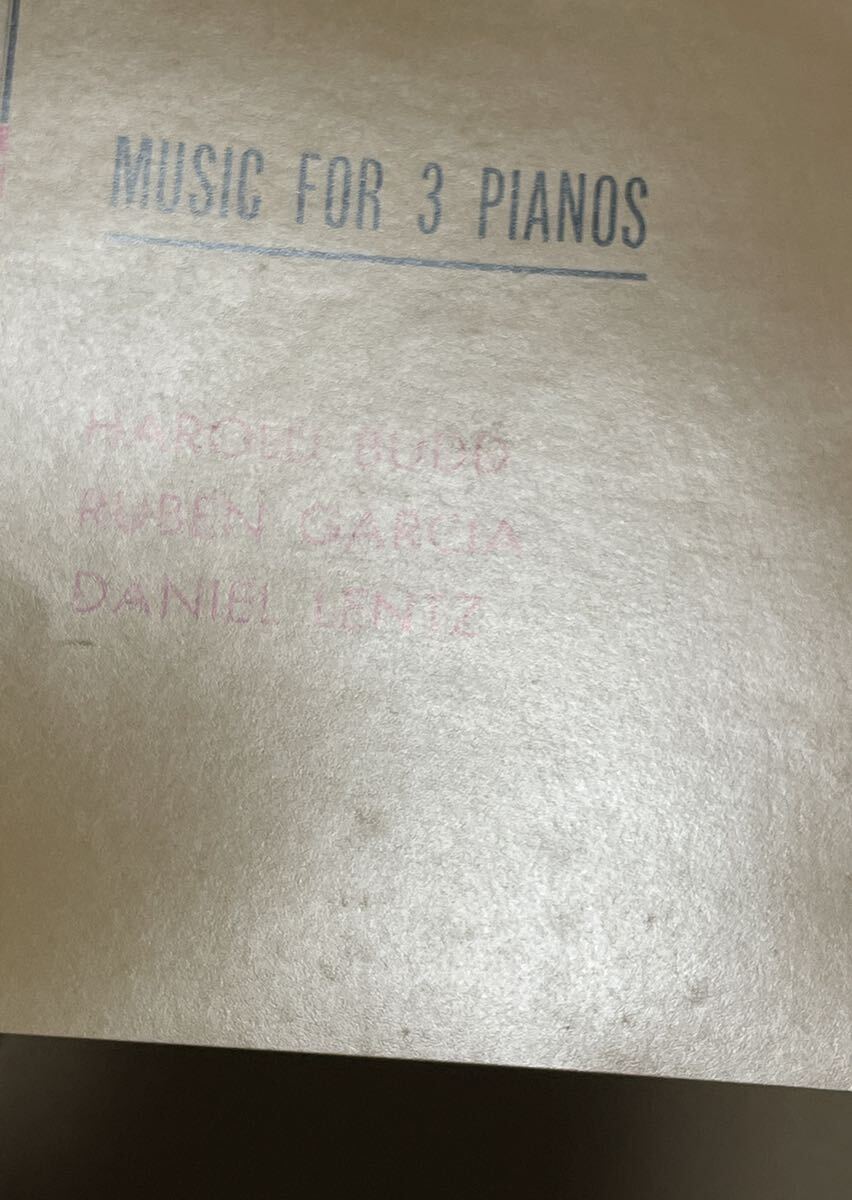 MUSIC FOR 3 PIANOS
HAROLD BUDD
RUBEN GARCIA
DANIEL LENTZ